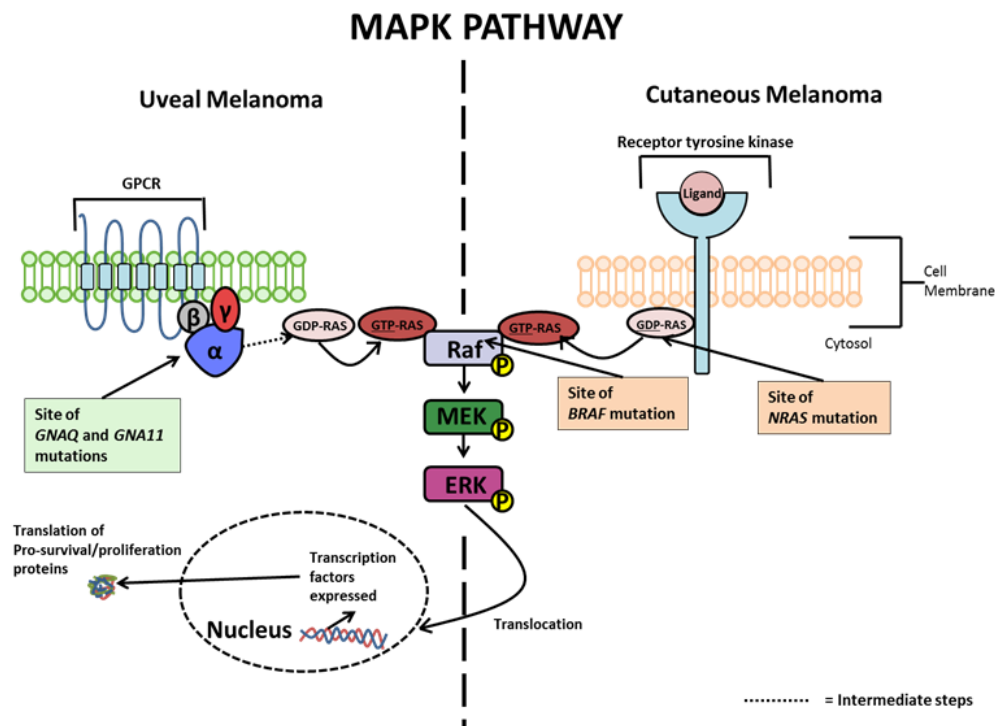 MAPK PATHWAY
Uveal Melanoma
Cutaneous Melanoma
Receptor tyrosine kinase
Ligand
GPCR
Cell
Membrane
Cytosol
β
γ
α
GDP-RAS
GTP-RAS
Raf
P
GTP-RAS
GDP-RAS
Site of
GNAQ and GNA11
mutations
Site of
BRAF mutation
Site of
NRAS mutation
MEK
P
ERK
P
Translation of
Pro-survival/proliferation
proteins
Transcription
factors
expressed
Nucleus
Translocation
= Intermediate steps